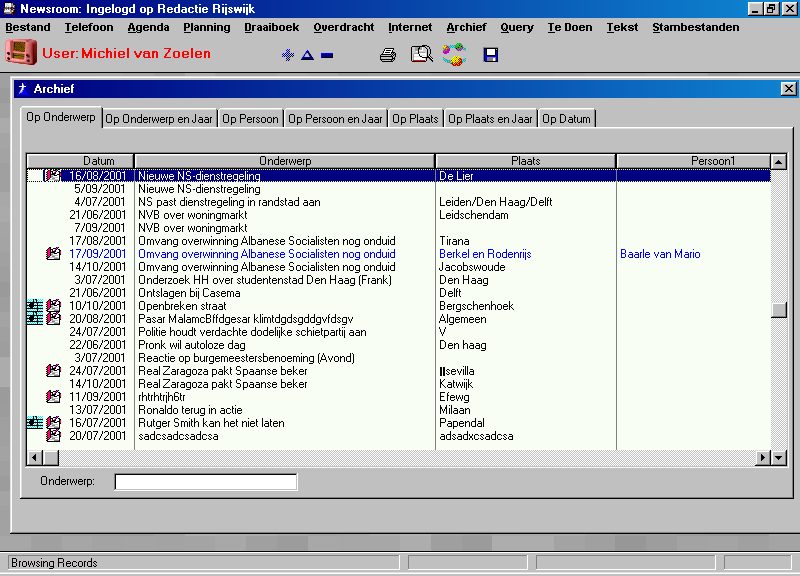 Newsroom: Ingelogd op Redactie Rijswijk
Bestand Telefoon Agenda Planning Draaiboek Overdracht Internet Archief Query Te Doen Tekst Stambestanden
User: Michiel van Zoelen
Archief
Op Onderwerp Op Onderwerp en Jaar Op Persoon Op Persoon en Jaar Op Plaats Op Plaats en Jaar Op Datum
Datum Onderwerp Plaats Persoon1
16/08/2001 Nieuwe NS-dienstregeling De Lier
5/09/2001 Nieuwe NS-dienstregeling
4/07/2001 NS past dienstregeling in randstad aan Leiden/Den Haag/Delft
21/06/2001 NVB over woningmarkt Leidschendam
7/09/2001 NVB over woningmarkt
17/08/2001 Omvang overwinning Albanese Socialisten nog onduid Tirana
17/09/2001 Omvang overwinning Albanese Socialisten nog onduid Berkel en Rodenrijs Baarle van Mario
14/10/2001 Omvang overwinning Albanese Socialisten nog onduid Jacobswoude
3/07/2001 Onderzoek HH over studentenstad Den Haag (Frank) Den Haag
21/06/2001 Ontslagen bij Casema Delft
10/10/2001 Openbreken straat Bergschenhoek
20/08/2001 Pasar MalamcBffdgesar klimtdgdsgddgvfdsgv Algemeen
24/07/2001 Politie houdt verdachte dodelijke schietpartij aan V
22/06/2001 Pronk wil autoloze dag Den haag
3/07/2001 Reactie op burgemeestersbenoeming (Avond)
24/07/2001 Real Zaragoza pakt Spaanse beker ||sevilla
14/10/2001 Real Zaragoza pakt Spaanse beker Katwijk
11/09/2001 rhtrhtrjh6tr Efewg
13/07/2001 Ronaldo terug in actie Milaan
16/07/2001 Rutger Smith kan het niet laten Papendal
20/07/2001 sadcsadcsadcsa adsadxcsadcsa
Onderwerp:
Browsing Records